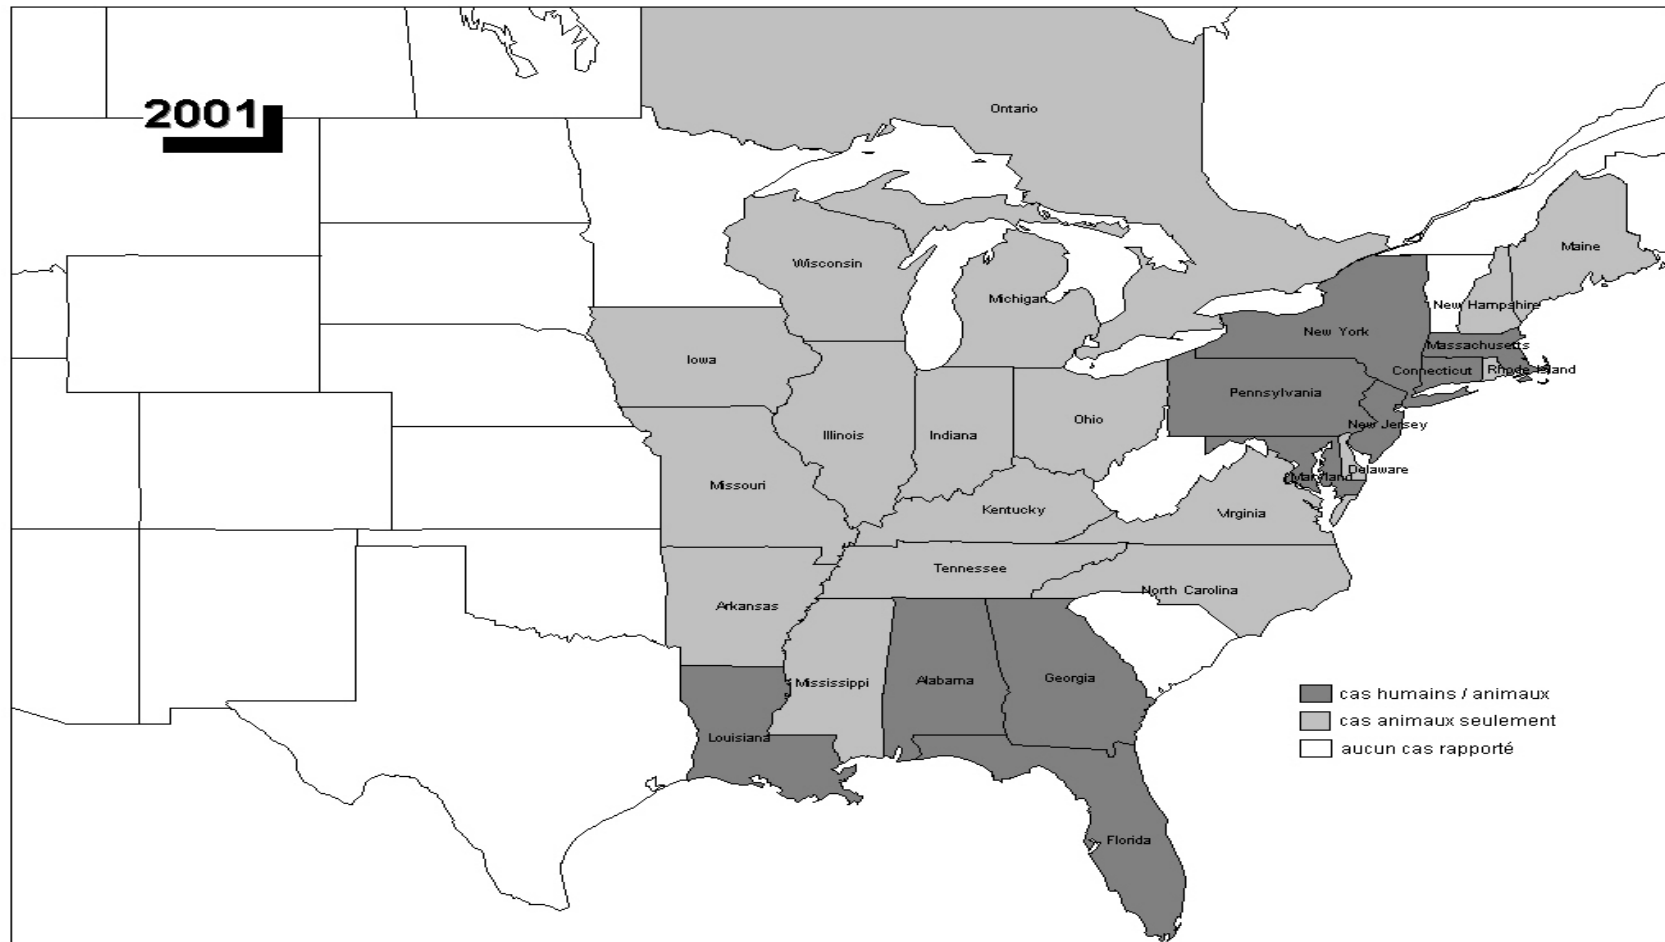 2001
Ontario
Maine
Wisconsin
Michigan
New Hampshire
New York
Massachusetts
Iowa
Connecticut
Rhode Island
Pennsylvania
Ohio
New Jersey
Illinois
Indiana
Delaware
Missouri
Maryland
Kentucky
Virginia
Tennessee
North Carolina
Arkansas
Mississippi
Alabama
Georgia
cas humains / animaux
cas animaux seulement
Louisiana
aucun cas rapporté
Florida